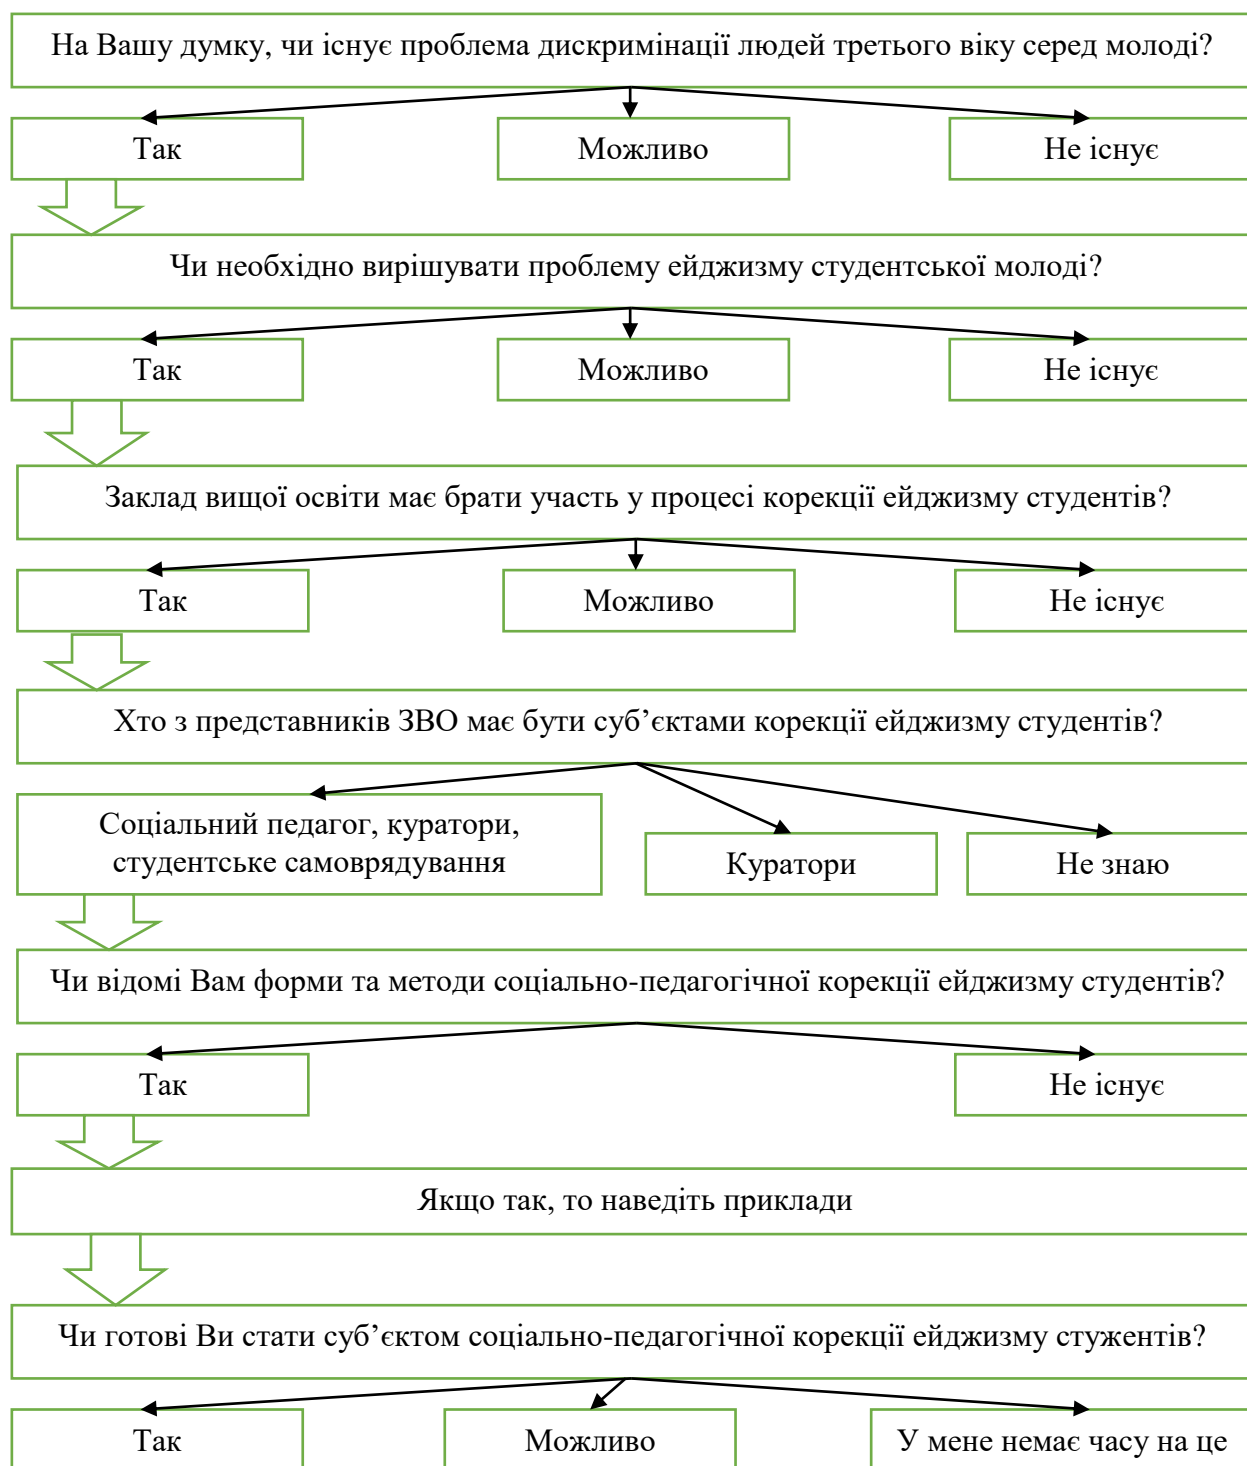 На Вашу думку, чи існує проблема дискримінації людей третього віку серед молоді?
Так
Можливо
Не існує
Чи необхідно вирішувати проблему ейджизму студентської молоді?
Так
Можливо
Не існує
Заклад вищої освіти має брати участь у процесі корекції ейджизму студентів?
Так
Можливо
Не існує
Хто з представників ЗВО має бути суб’єктами корекції ейджизму студентів?
Соціальний педагог, куратори,
студентське самоврядування
Куратори
Не знаю
Чи відомі Вам форми та методи соціально-педагогічної корекції ейджизму студентів?
Так
Не існує
Якщо так, то наведіть приклади
Чи готові Ви стати суб’єктом соціально-педагогічної корекції ейджизму стужентів?
Так
Можливо
У мене немає часу на це